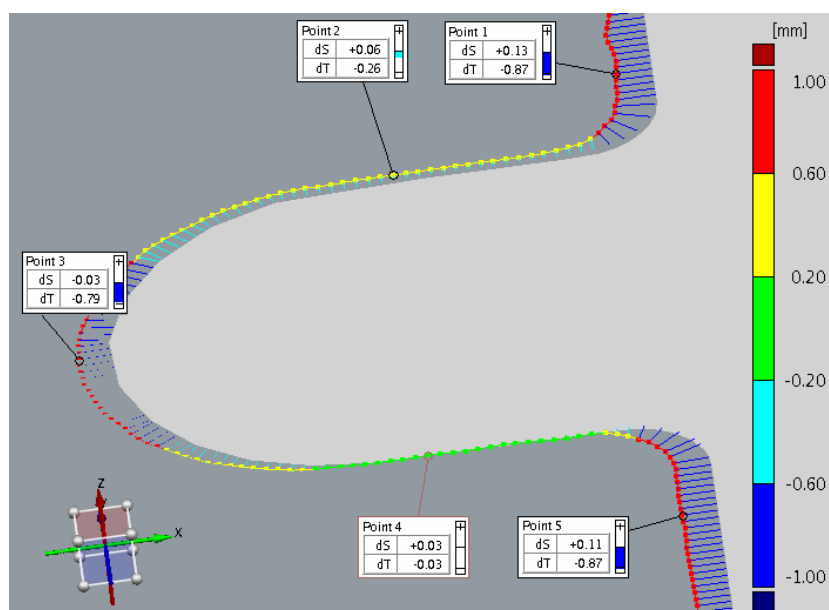 Point 2
dS +0.06
dT -0.26
Point 1
dS +0.13
dT -0.87
[mm]
1.00
0.60
0.20
-0.20
-0.60
-1.00
Point 3
dS -0.03
dT -0.79
Point 4
dS +0.03
dT -0.03
Point 5
dS +0.11
dT -0.87
Z
X